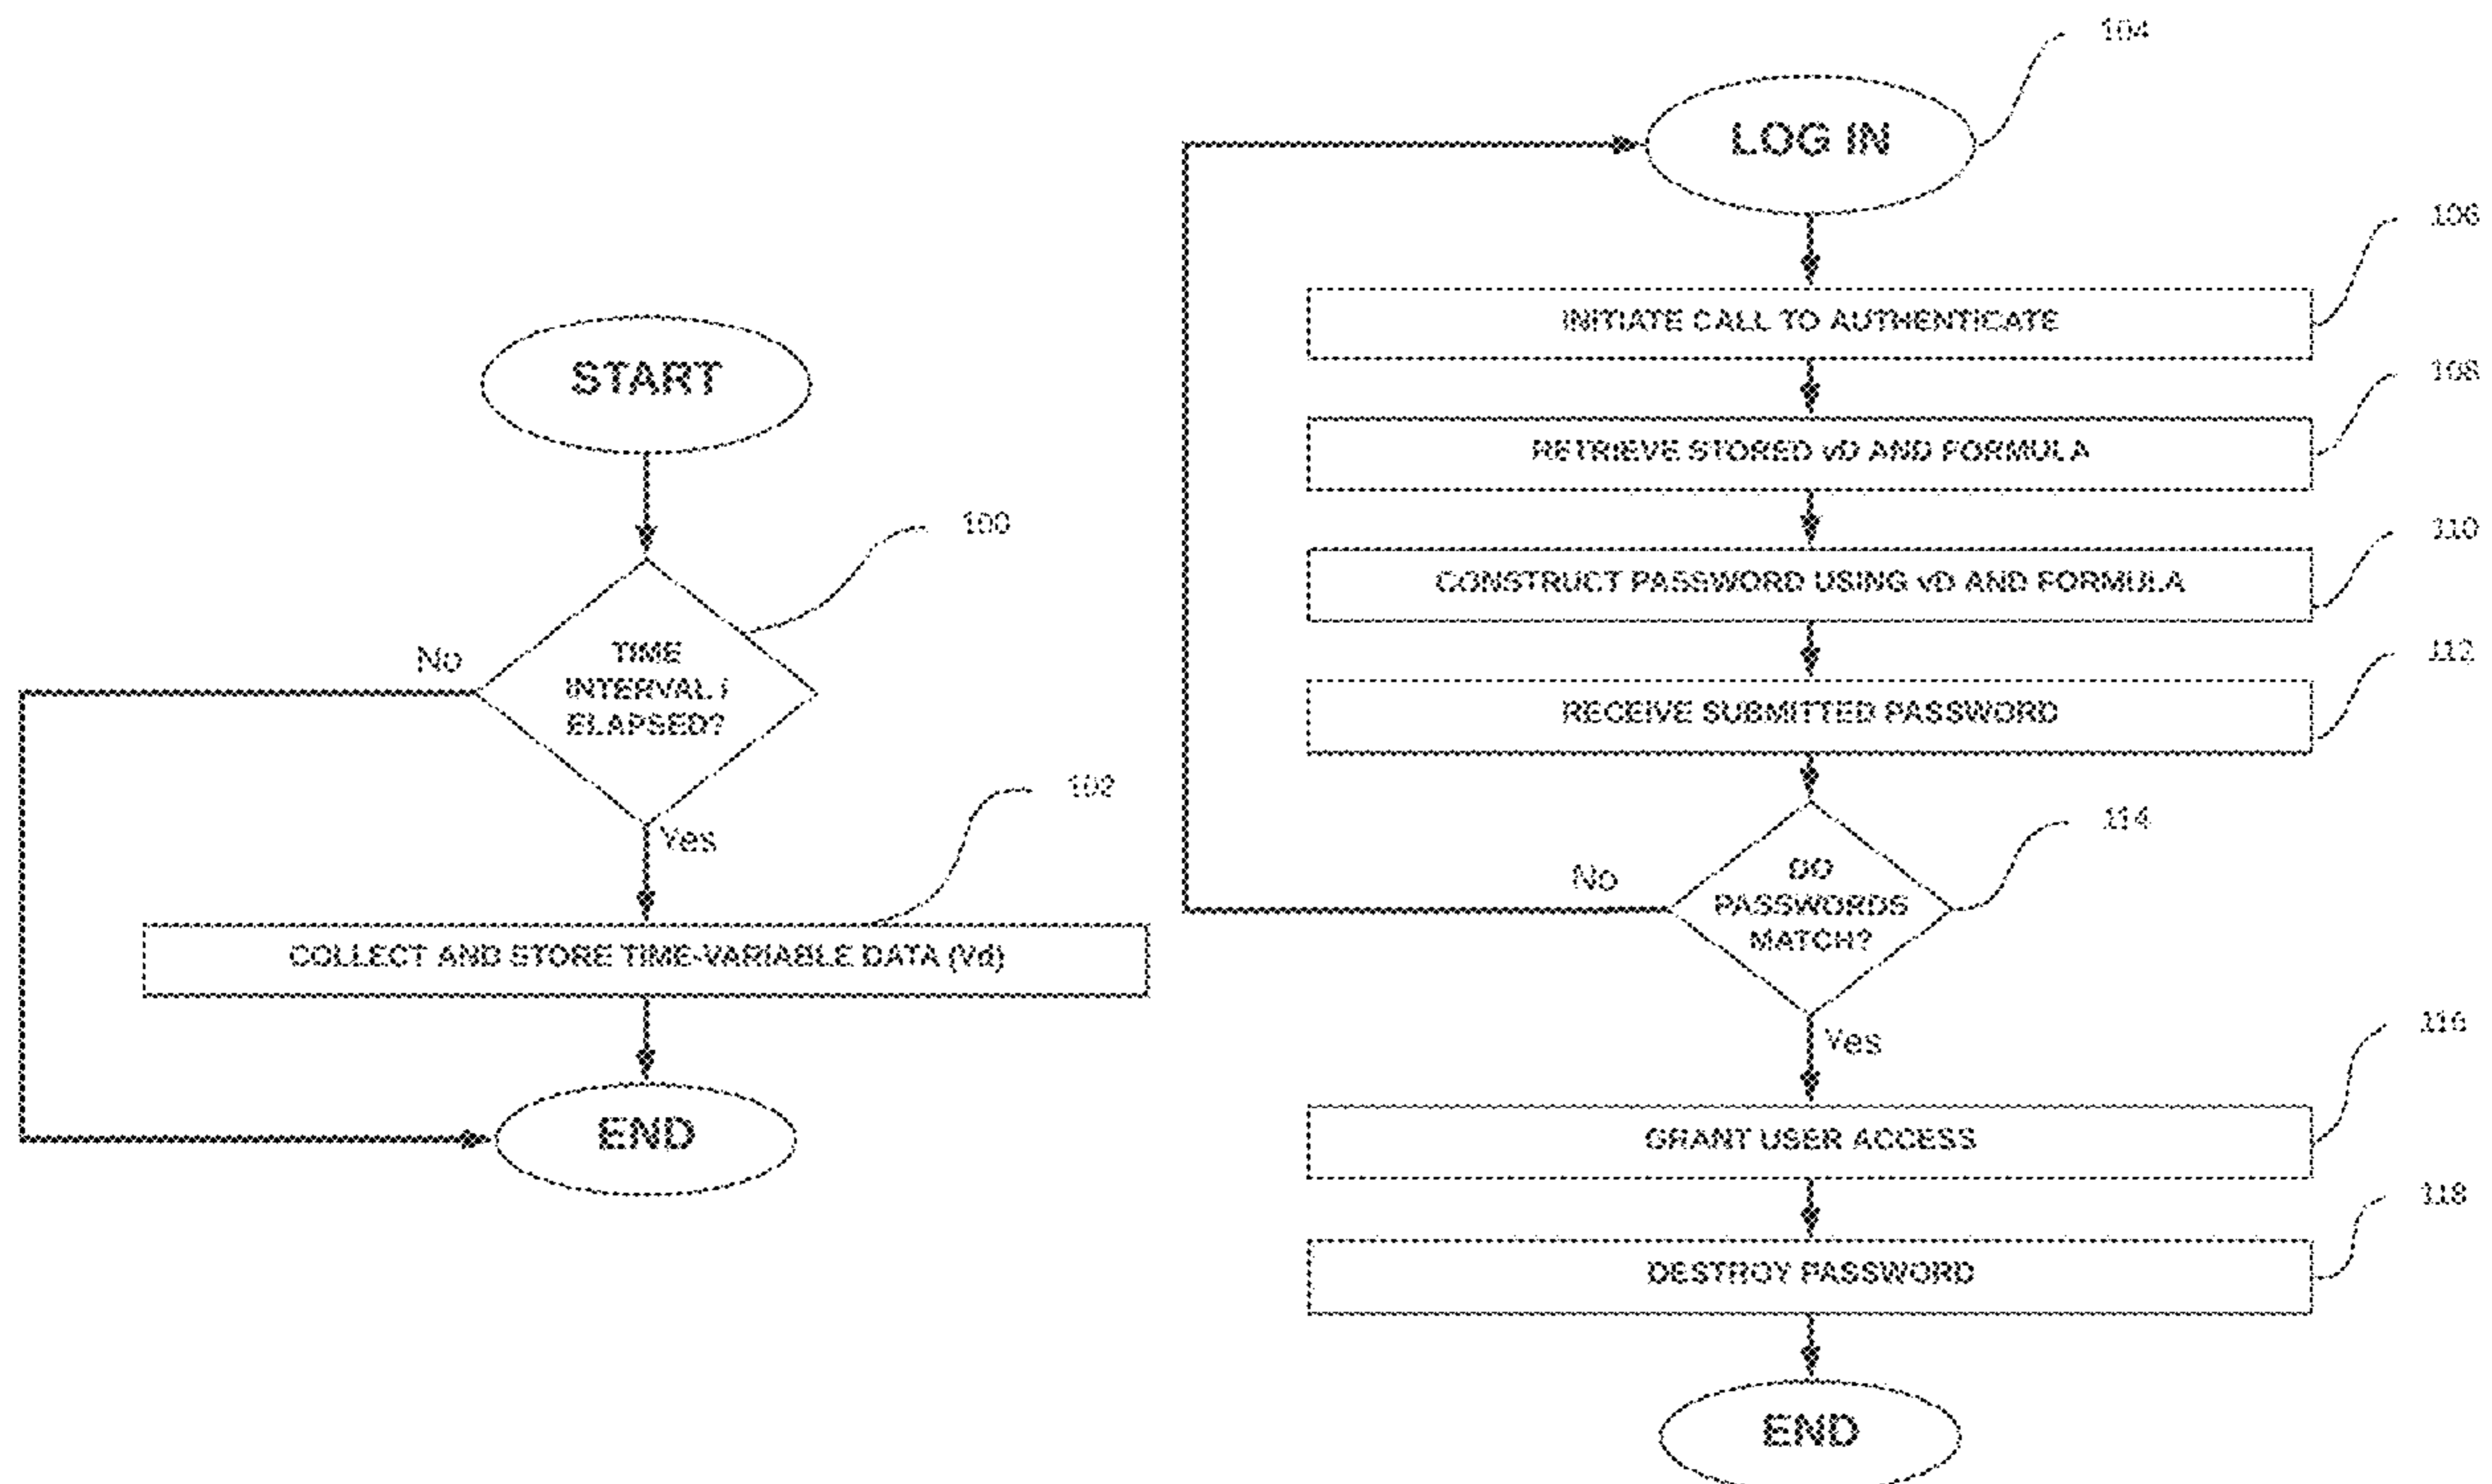 START
100
TIME
INTERVAL i
ELAPSED?
No
Yes
102
COLLECT AND STORE TIME-VARIABLE DATA (Vd)
END
104
LOG IN
106
INITIATE CALL TO AUTHENTICATE
108
RETRIEVE STORED vD AND FORMULA
110
CONSTRUCT PASSWORD USING vD AND FORMULA
112
RECEIVE SUBMITTED PASSWORD
114
DO
PASSWORDS
MATCH?
No
Yes
116
GRANT USER ACCESS
118
DESTROY PASSWORD
END